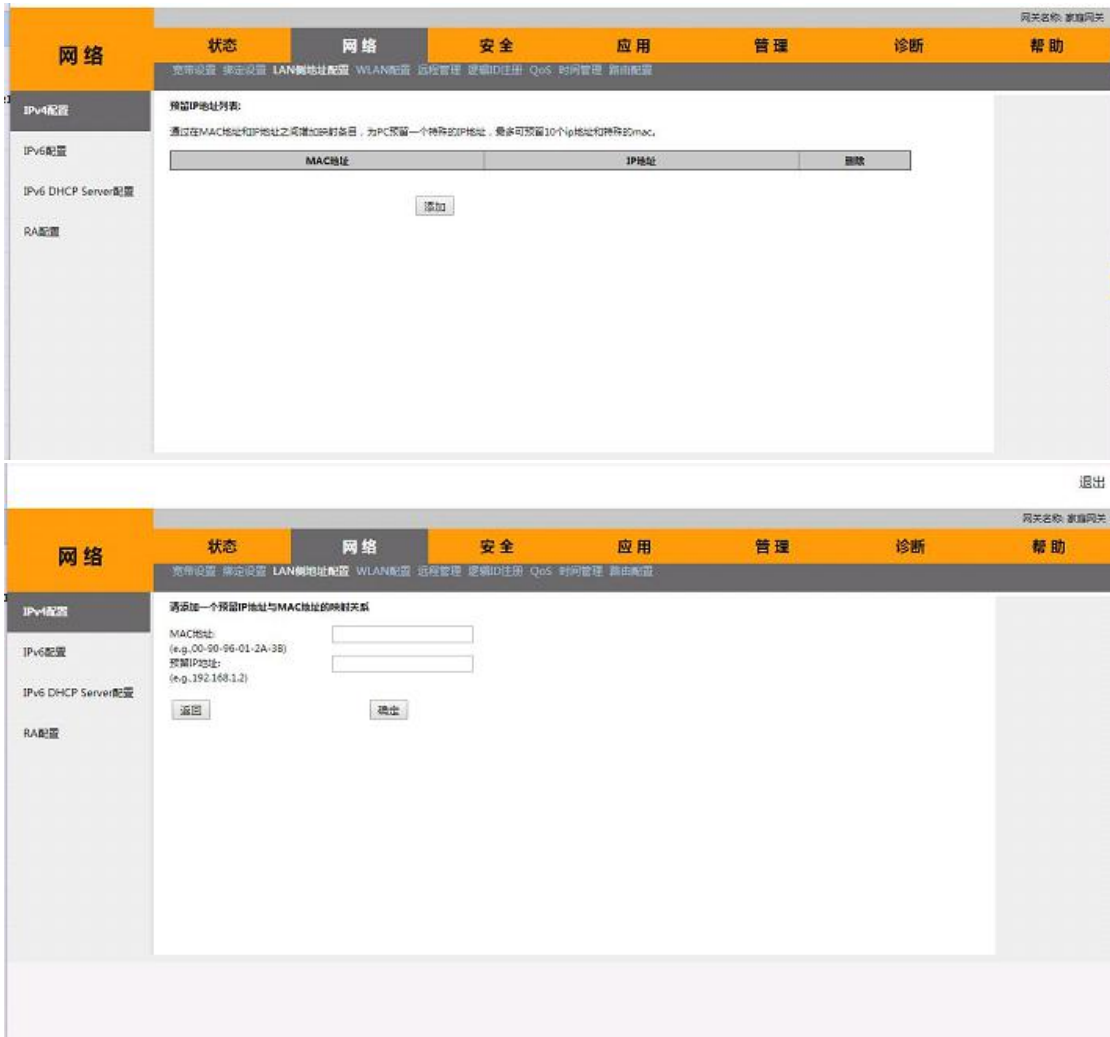 网关名称: 家庭网关
网络
状态 网络 安全 应用 管理 诊断 帮助
宽带设置 绑定设置 LAN侧地址配置 WLAN配置 远程管理 逻辑ID注册 QoS 时间管理 路由配置
IPv4配置
IPv6配置
IPv6 DHCP Server配置
RA配置
预留IP地址列表:
通过在MAC地址和IP地址之间增加映射条目，为PC预留一个特殊的IP地址，最多可预留10个ip地址和特殊的mac。
MAC地址 IP地址 删除
添加
退出
网关名称: 家庭网关
网络
状态 网络 安全 应用 管理 诊断 帮助
宽带设置 绑定设置 LAN侧地址配置 WLAN配置 远程管理 逻辑ID注册 QoS 时间管理 路由配置
IPv4配置
IPv6配置
IPv6 DHCP Server配置
RA配置
请添加一个预留IP地址与MAC地址的映射关系
MAC地址:
(e.g.,00-90-96-01-2A-3B)
预留IP地址:
(e.g.,192.168.1.2)
返回 确定